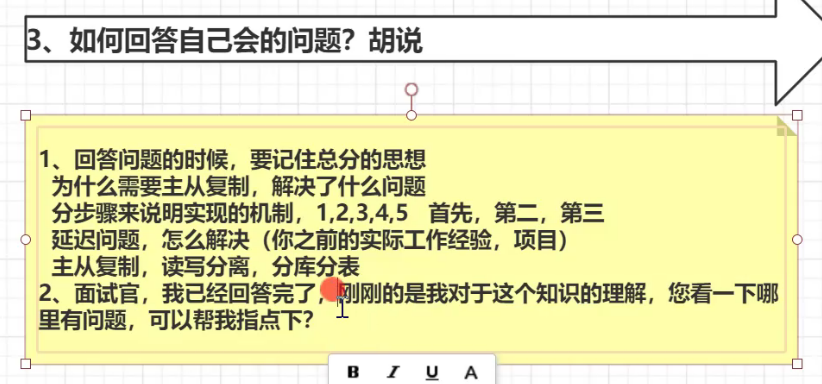 3、如何回答自己会的问题？胡说
1、回答问题的时候，要记住总分的思想
为什么需要主从复制，解决了什么问题
分步骤来说明实现的机制，1,2,3,4,5 首先，第二，第三
延迟问题，怎么解决（你之前的实际工作经验，项目）
主从复制，读写分离，分库分表
2、面试官，我已经回答完了，刚刚的是我对于这个知识的理解，您看一下哪
里有问题，可以帮我指点下？
B I U A